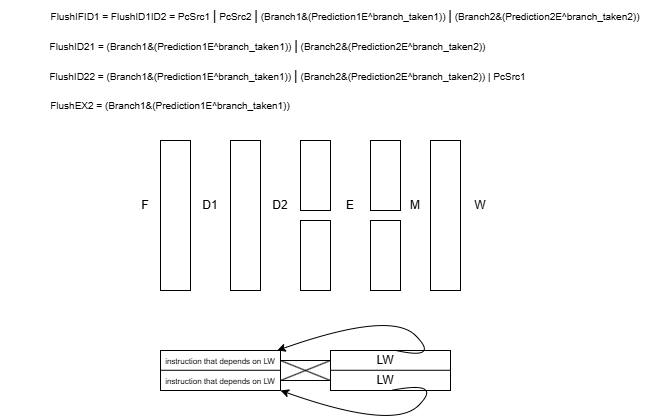 FlushIFID1 = FlushID1ID2 = PcSrc1 | PcSrc2 | (Branch1&(Prediction1E^branch_taken1)) | (Branch2&(Prediction2E^branch_taken2))
FlushID21 = (Branch1&(Prediction1E^branch_taken1)) | (Branch2&(Prediction2E^branch_taken2))
FlushID22 = (Branch1&(Prediction1E^branch_taken1)) | (Branch2&(Prediction2E^branch_taken2)) | PcSrc1
FlushEX2 = (Branch1&(Prediction1E^branch_taken1))
F D1 D2 E M W
instruction that depends on LW LW
instruction that depends on LW LW